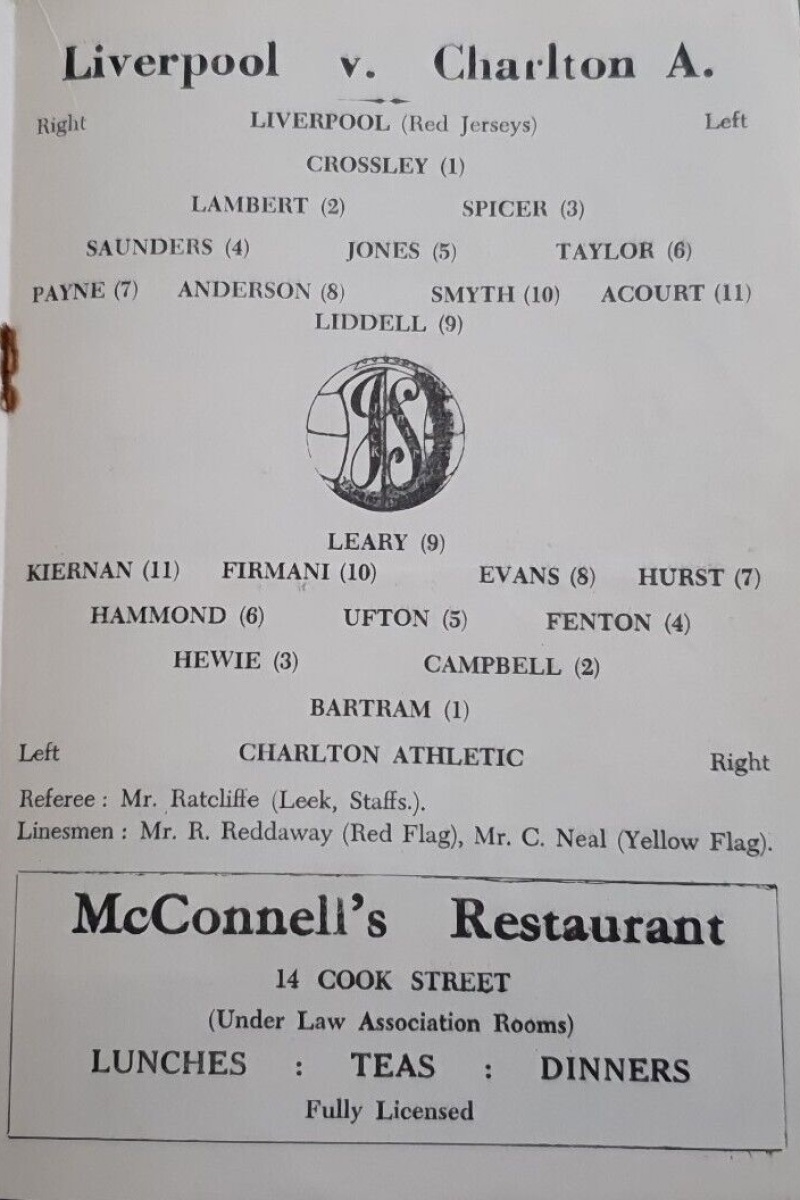 Liverpool v. Charlton A.
Right LIVERPOOL (Red Jerseys) Left
CROSSLEY (1)
LAMBERT (2) SPICER (3)
SAUNDERS (4) JONES (5) TAYLOR (6)
PAYNE (7) ANDERSON (8) SMYTH (10) ACOURT (11)
LIDDELL (9)
JS
LEARY (9)
KIERNAN (11) FIRMANI (10) EVANS (8) HURST (7)
HAMMOND (6) UFTON (5) FENTON (4)
HEWIE (3) CAMPBELL (2)
BARTRAM (1)
Left CHARLTON ATHLETIC Right
Referee : Mr. Ratcliffe (Leek, Staffs.).
Linesmen : Mr. R. Reddaway (Red Flag), Mr. C. Neal (Yellow Flag).
McConnell's Restaurant
14 COOK STREET
(Under Law Association Rooms)
LUNCHES : TEAS : DINNERS
Fully Licensed